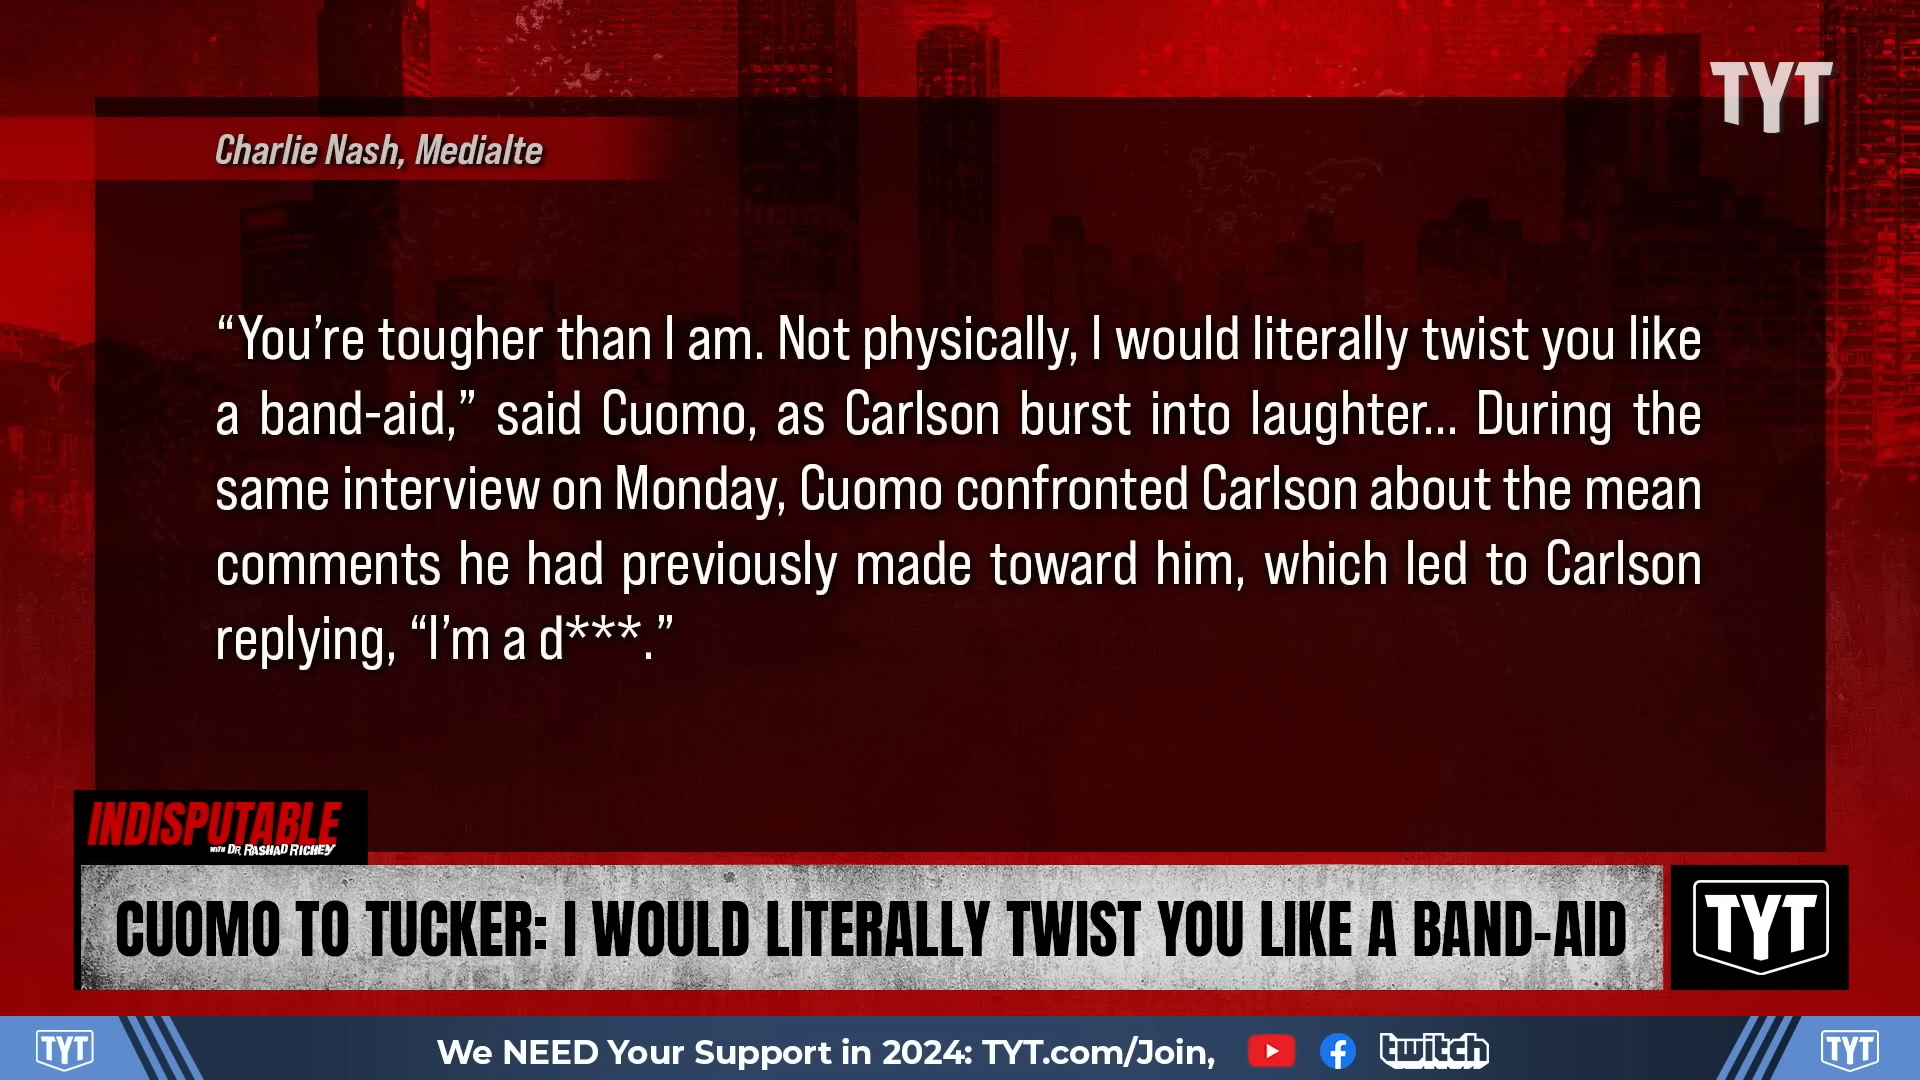 TYT
Charlie Nash, Medialte
“You’re tougher than I am. Not physically, I would literally twist you like
a band-aid,” said Cuomo, as Carlson burst into laughter... During the
same interview on Monday, Cuomo confronted Carlson about the mean
comments he had previously made toward him, which led to Carlson
replying, “I’m a d***.”
INDISPUTABLE
WITH DR RASHAD RICHEY
CUOMO TO TUCKER: I WOULD LITERALLY TWIST YOU LIKE A BAND-AID
TYT
TYT
We NEED Your Support in 2024: TYT.com/Join,
twitch
TYT